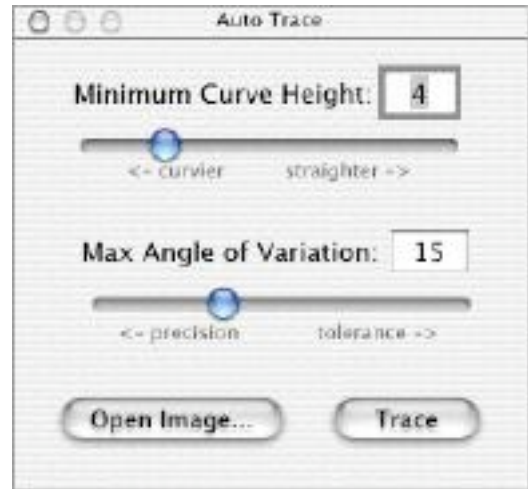 Auto Trace
Minimum Curve Height: 4
<- curvier straighter ->
Max Angle of Variation: 15
<- precision tolerance ->
Open Image... Trace